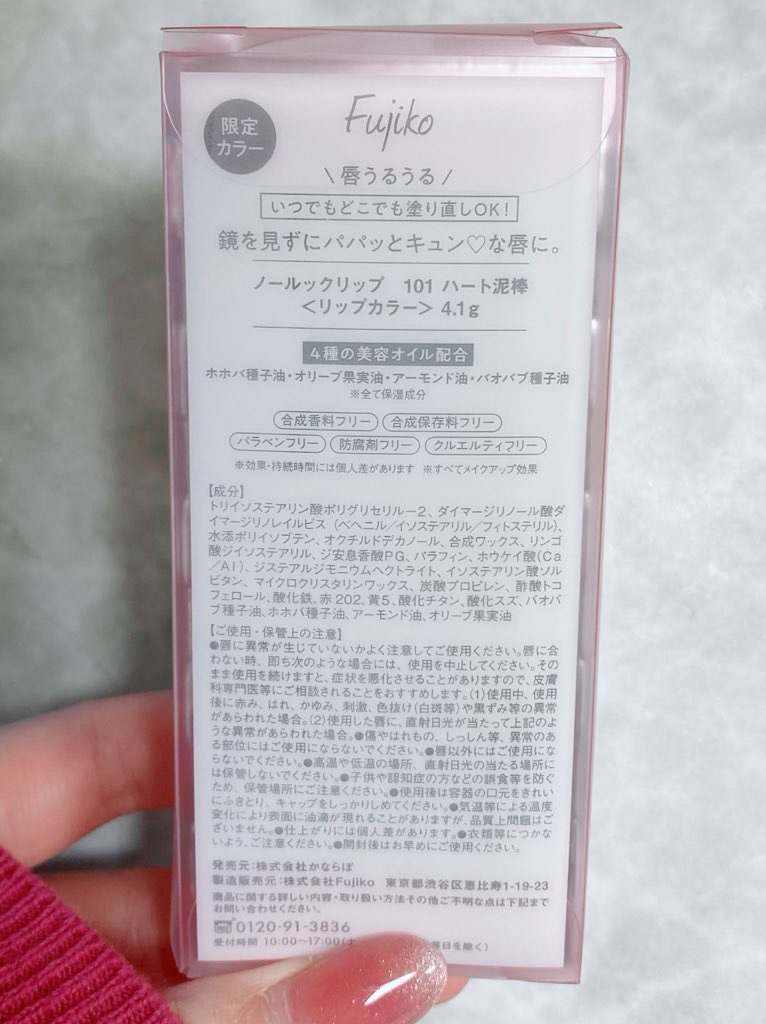 限定
カラー
Fujiko
\ 唇うるうる /
いつでもどこでも塗り直しOK!
鏡を見ずにパパッとキュン♡な唇に。
ノールックリップ　101 ハート泥棒
＜リップカラー＞ 4.1g
4種の美容オイル配合
ホホバ種子油・オリーブ果実油・アーモンド油・バオバブ種子油
※全て保湿成分
合成香料フリー 合成保存料フリー
パラベンフリー 防腐剤フリー クルエルティフリー
※効果・持続時間には個人差があります ※すべてメイクアップ効果
【成分】
トリイソステアリン酸ポリグリセリル－2、ダイマージリノール酸ダ
イマージリノレイルビス（ベヘニル／イソステアリル／フィトステリル）、
水添ポリイソブテン、オクチルドデカノール、合成ワックス、リンゴ
酸ジイソステアリル、ジ安息香酸PG、パラフィン、ホウケイ酸（Ca
／Al）、ジステアルジモニウムヘクトライト、イソステアリン酸ソル
ビタン、マイクロクリスタリンワックス、炭酸プロピレン、酢酸トコ
フェロール、酸化鉄、赤202、黄5、酸化チタン、酸化スズ、バオバ
ブ種子油、ホホバ種子油、アーモンド油、オリーブ果実油
【ご使用・保管上の注意】
●唇に異常が生じていないかよく注意してご使用ください。唇に合
わない時、即ち次のような場合には、使用を中止してください。その
まま使用を続けますと、症状を悪化させることがありますので、皮膚
科専門医等にご相談されることをおすすめします。(1)使用中、使用
後に赤み、はれ、かゆみ、刺激、色抜け(白斑等)や黒ずみ等の異常
があらわれた場合。(2)使用した唇に、直射日光が当たって上記のよ
うな異常があらわれた場合。●傷やはれもの、しっしん等、異常のあ
る部位にはご使用にならないでください。●唇以外にはご使用にな
らないでください。●高温や低温の場所、直射日光の当たる場所に
は保管しないでください。●子供や認知症の方などの誤食等を防ぐ
ため、保管場所にご注意ください。●使用後は容器の口元をきれい
にふきとり、キャップをしっかりしめてください。●気温等による温度
変化により表面に油滴が現れることがありますが、品質上問題はご
ざいません。●仕上がりには個人差があります。●衣類等につかな
いよう、ご注意ください。●開封後はお早めにご使用ください。
発売元：株式会社かならぼ
製造販売元：株式会社Fujiko　東京都渋谷区恵比寿1-19-23
商品に関する詳しい内容・取り扱い方法その他ご不明な点は下記まで
お問い合わせください。
0120-91-3836
受付時間 10:00〜17:00(土 日を除く)